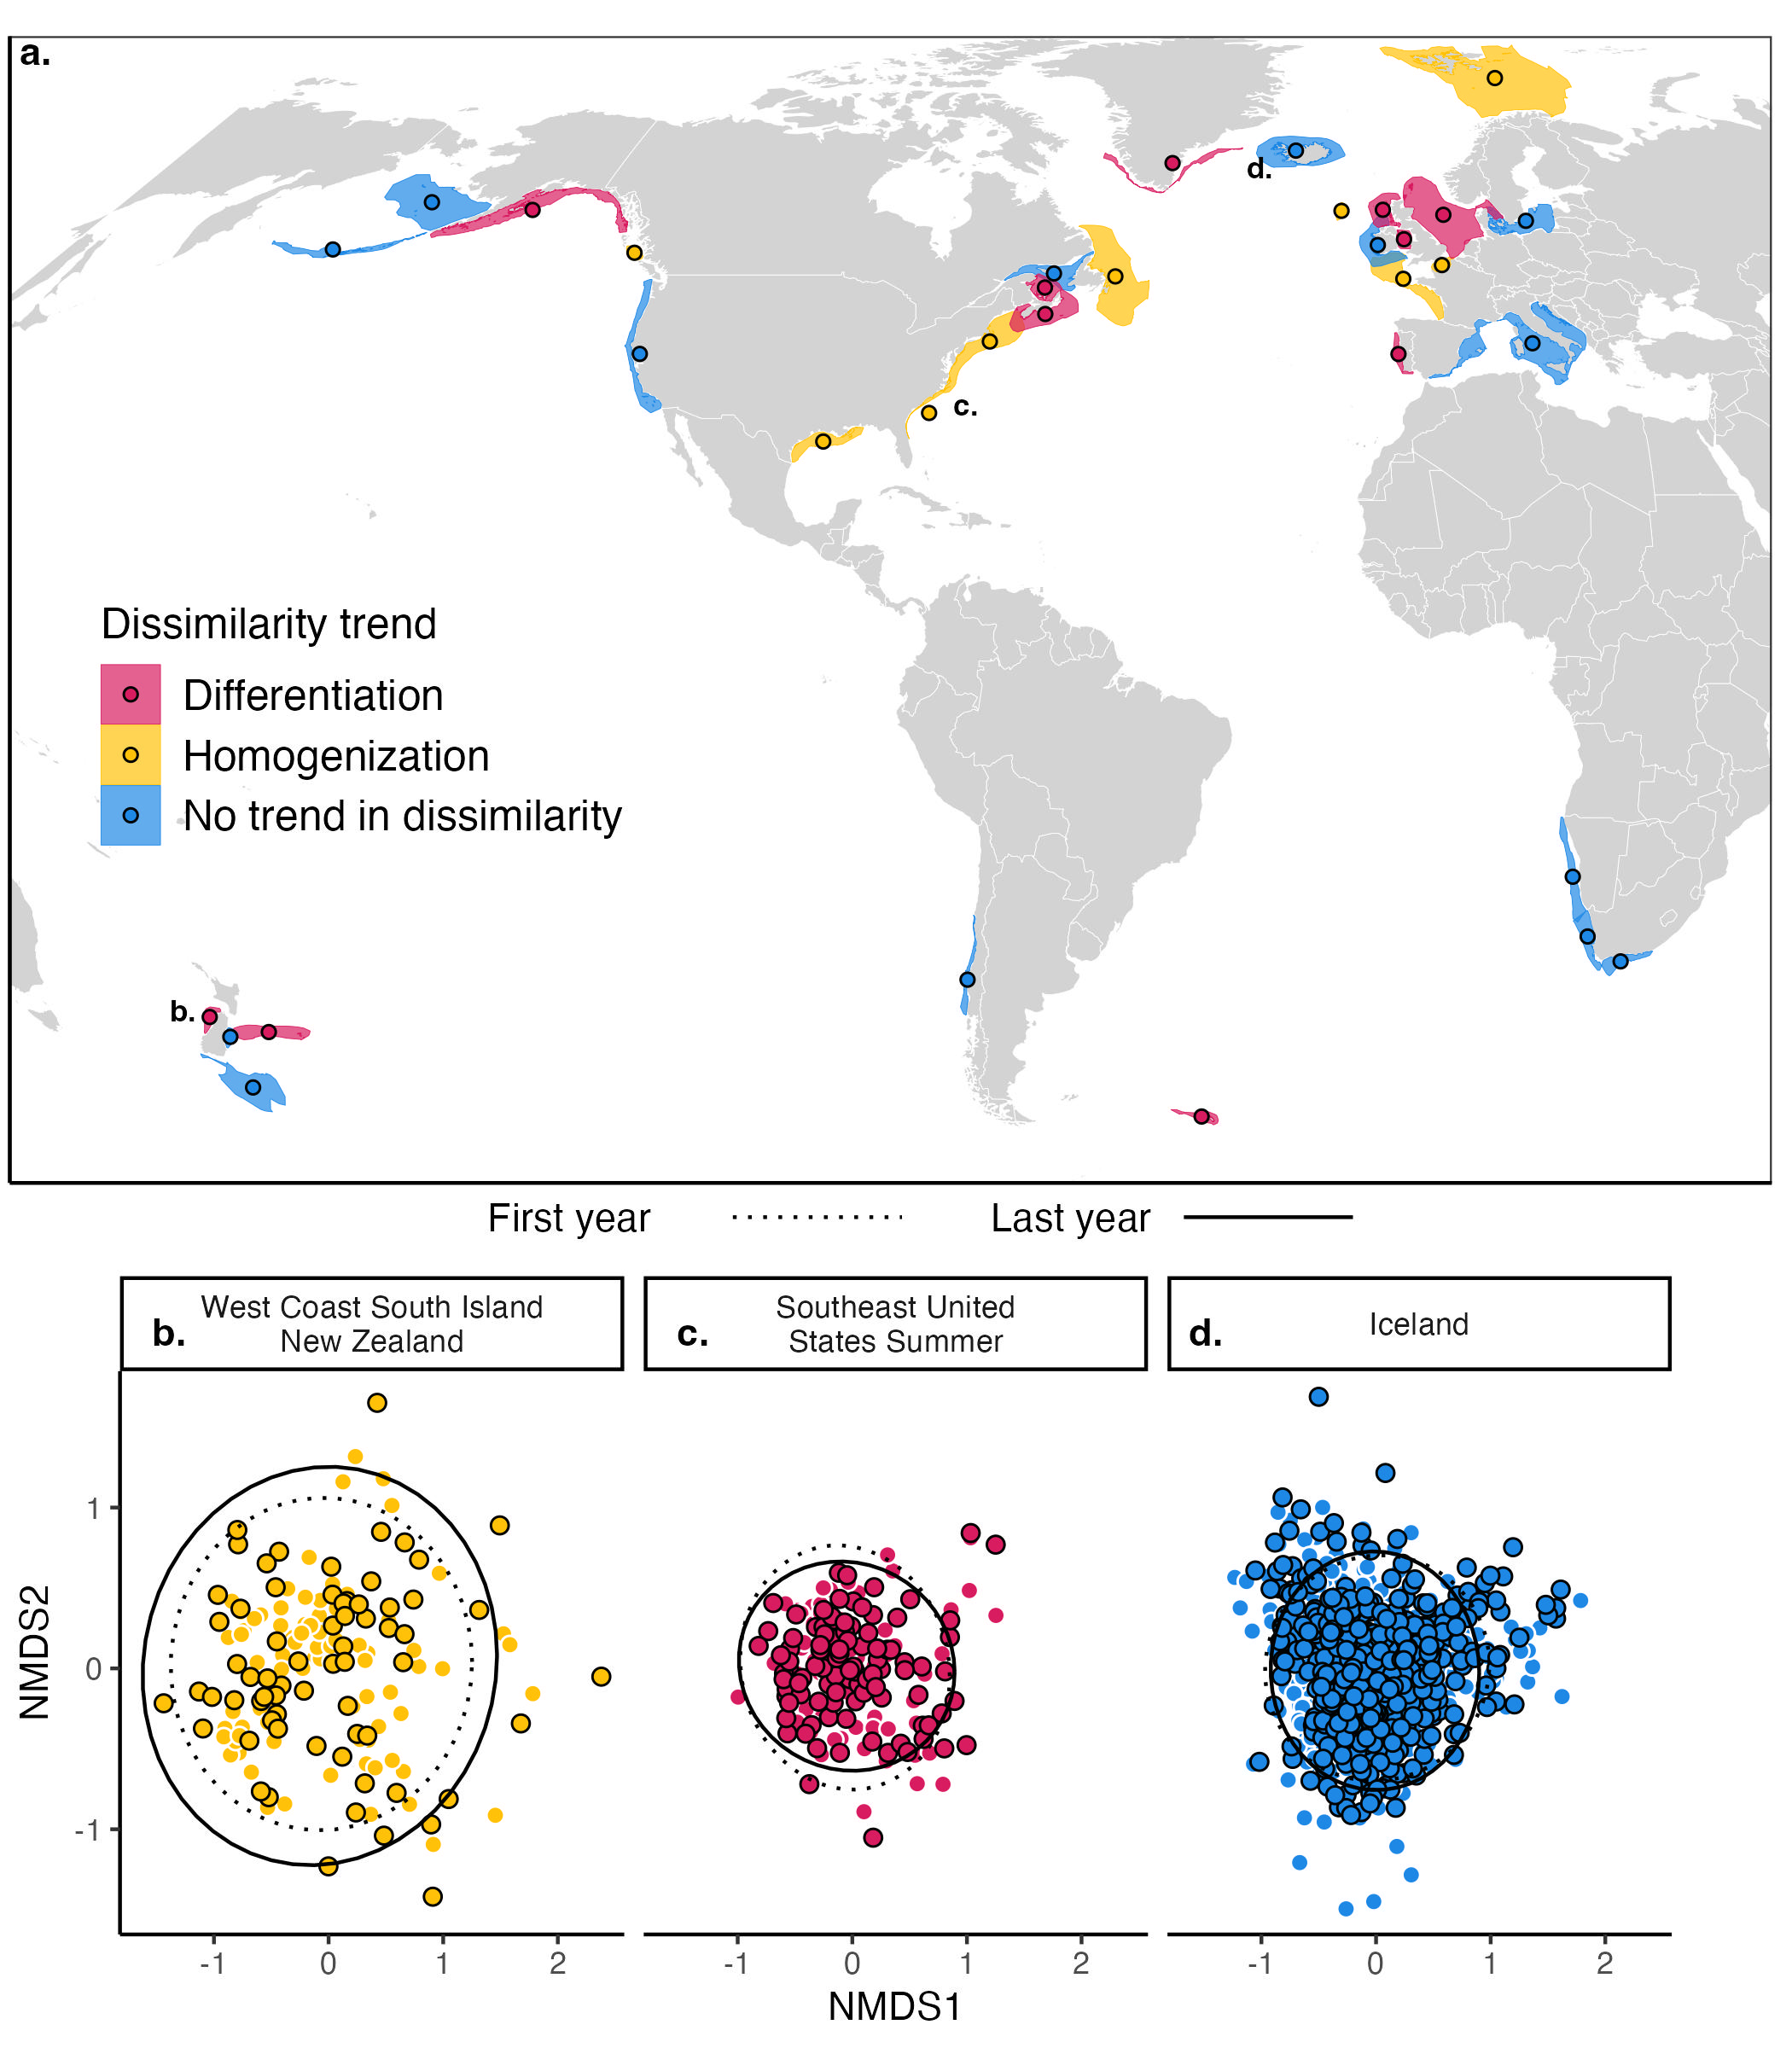 a.
d.
c.
Dissimilarity trend
Differentiation
Homogenization
No trend in dissimilarity
b.
First year Last year
b. West Coast South Island
New Zealand
c. Southeast United
States Summer
d. Iceland
NMDS2
1
0
-1
-1 0 1 2
-1 0 1 2
-1 0 1 2
NMDS1